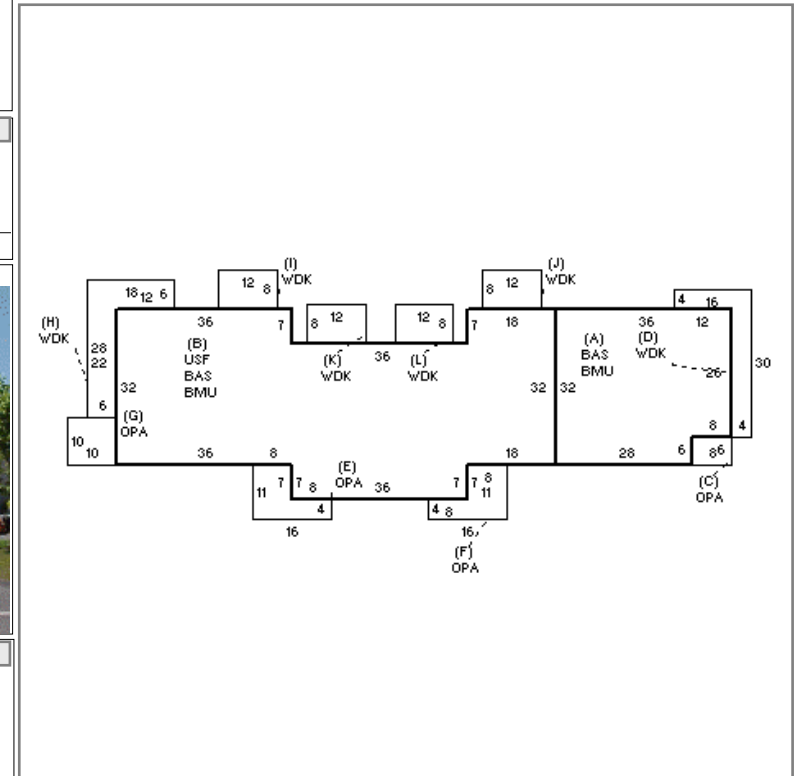 (I)
WDK
12 8
(J)
WDK
8 12
18 12 6
4 16
(H)
WDK
36
7
8 12
12 8
7
18
36
12
(B)
USF
BAS
BMU
(K)
WDK
36
(L)
WDK
(A)
BAS
BMU
(D)
WDK
28
22
26
30
32
32
32
6
(G)
OPA
8
4
10
10
36
8
18
28
6
8 6
(E)
OPA
11
7
7
8
36
7
7
8
11
(C)
OPA
4
4 8
16
16
(F)
OPA